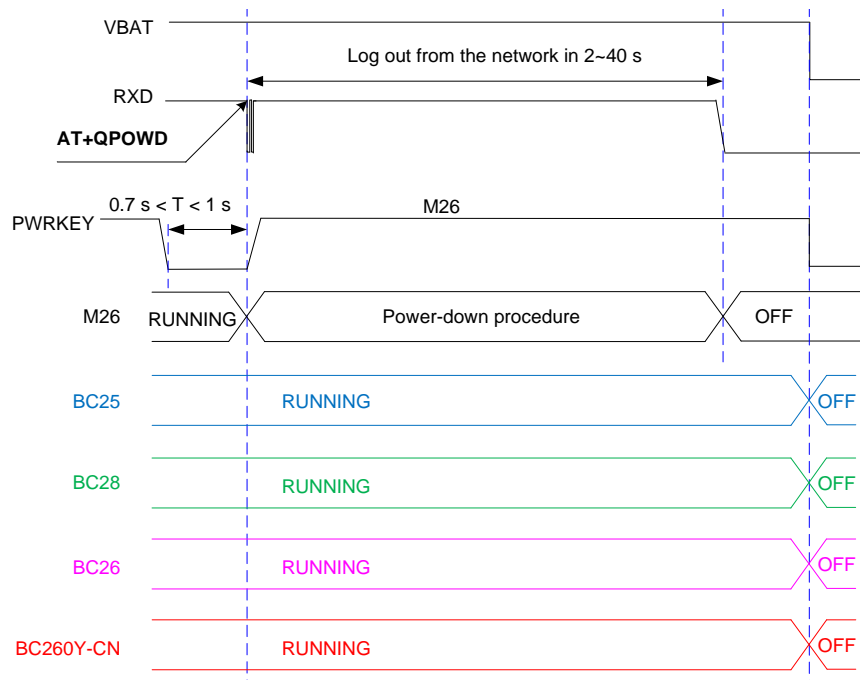 VBAT
Log out from the network in 2~40 s
RXD
AT+QPOWD
0.7 s < T < 1 s
M26
PWRKEY
M26
RUNNING
Power-down procedure
OFF
BC25
RUNNING
OFF
BC28
RUNNING
OFF
BC26
RUNNING
OFF
BC260Y-CN
RUNNING
OFF